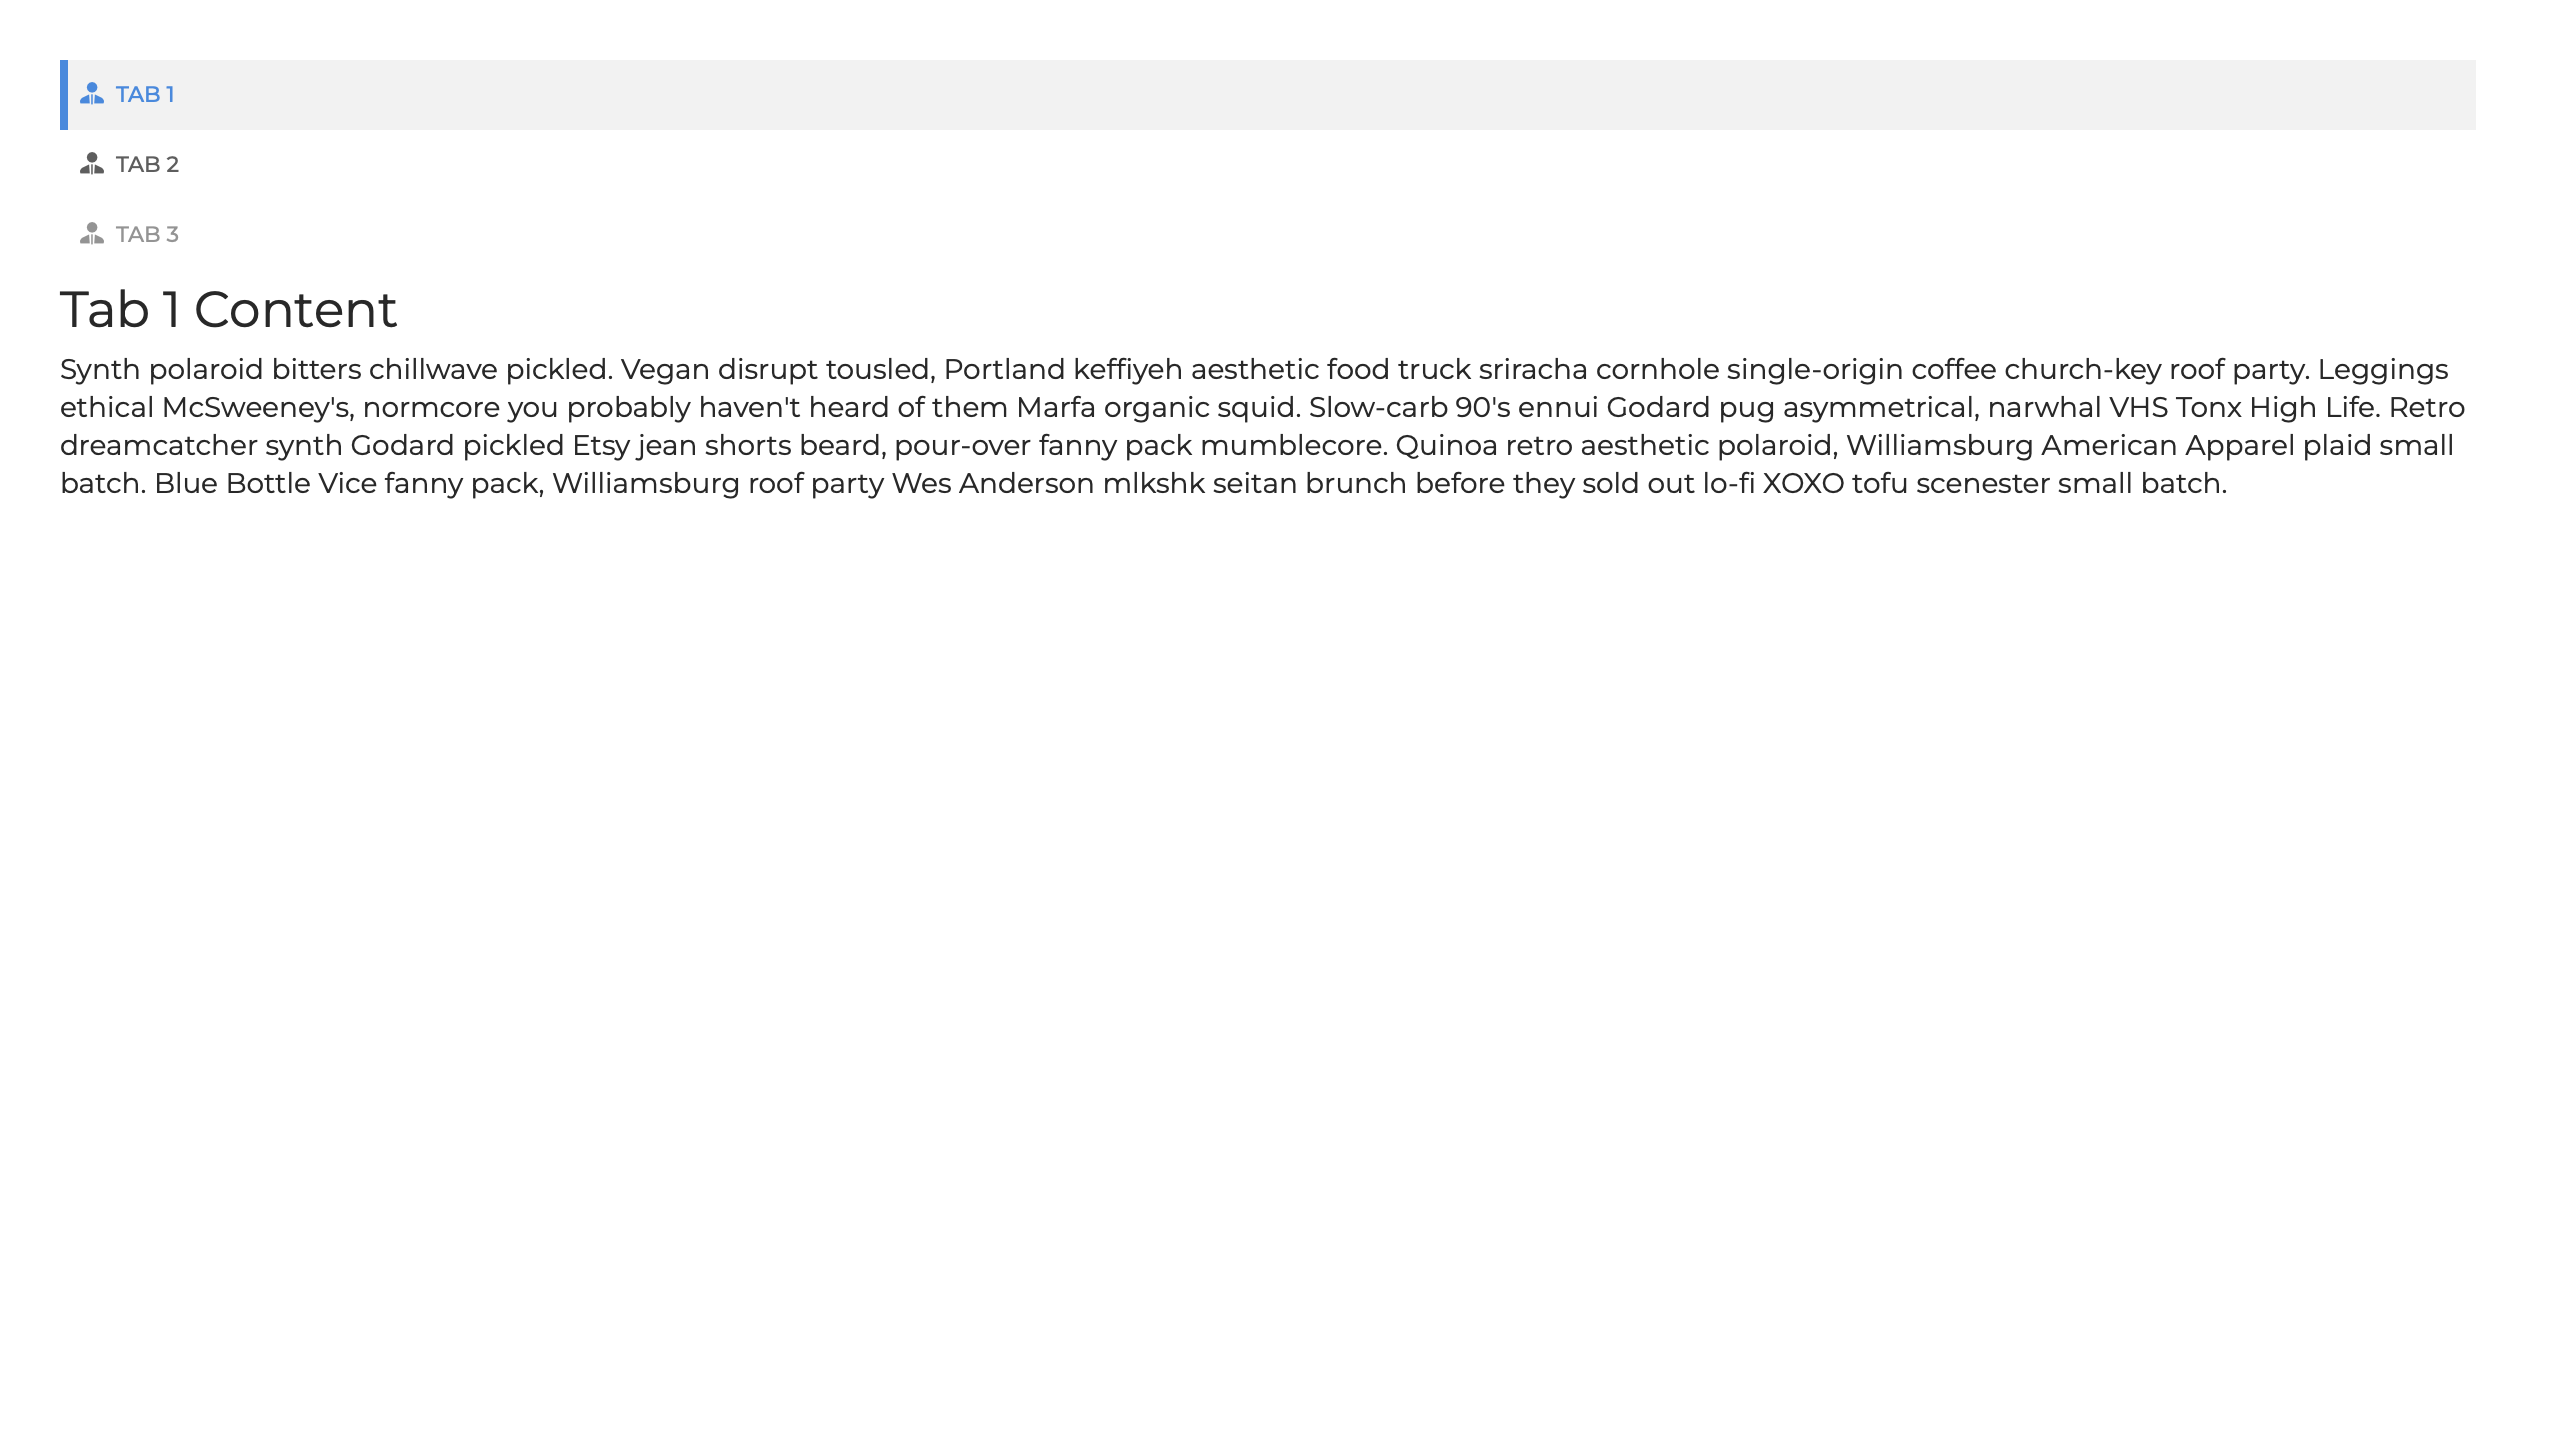 TAB 1
TAB 2
TAB 3
Tab 1 Content
Synth polaroid bitters chillwave pickled. Vegan disrupt tousled, Portland keffiyeh aesthetic food truck sriracha cornhole single-origin coffee church-key roof party. Leggings
ethical McSweeney's, normcore you probably haven't heard of them Marfa organic squid. Slow-carb 90's ennui Godard pug asymmetrical, narwhal VHS Tonx High Life. Retro
dreamcatcher synth Godard pickled Etsy jean shorts beard, pour-over fanny pack mumblecore. Quinoa retro aesthetic polaroid, Williamsburg American Apparel plaid small
batch. Blue Bottle Vice fanny pack, Williamsburg roof party Wes Anderson mlkshk seitan brunch before they sold out lo-fi XOXO tofu scenester small batch.